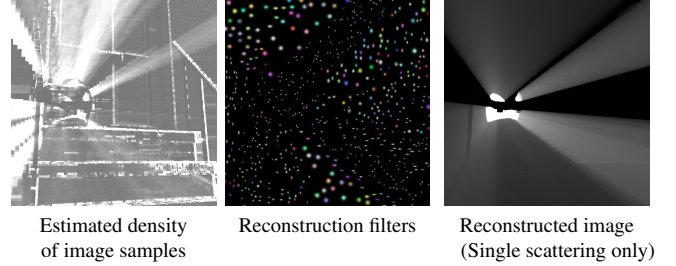 Estimated density
of image samples
Reconstruction filters
Reconstructed image
(Single scattering only)